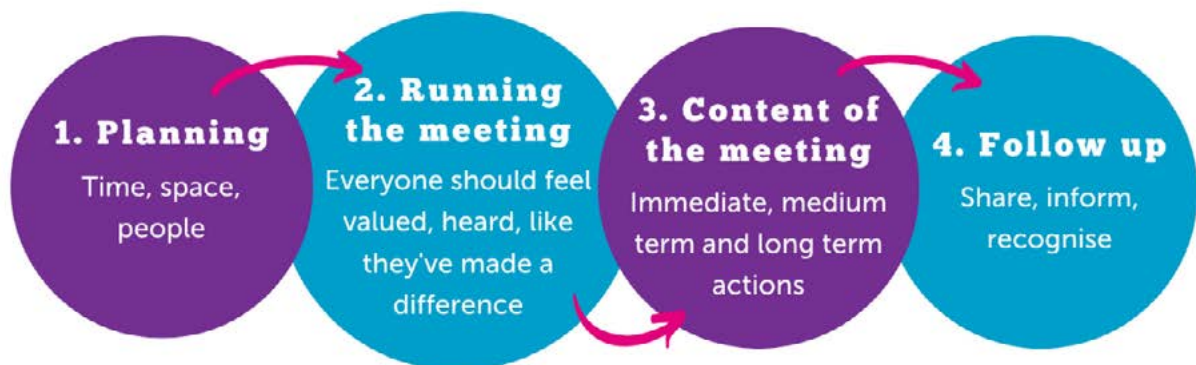 1. Planning
Time, space,
people
2. Running
the meeting
Everyone should feel
valued, heard, like
they've made a
difference
3. Content of
the meeting
Immediate, medium
term and long term
actions
4. Follow up
Share, inform,
recognise